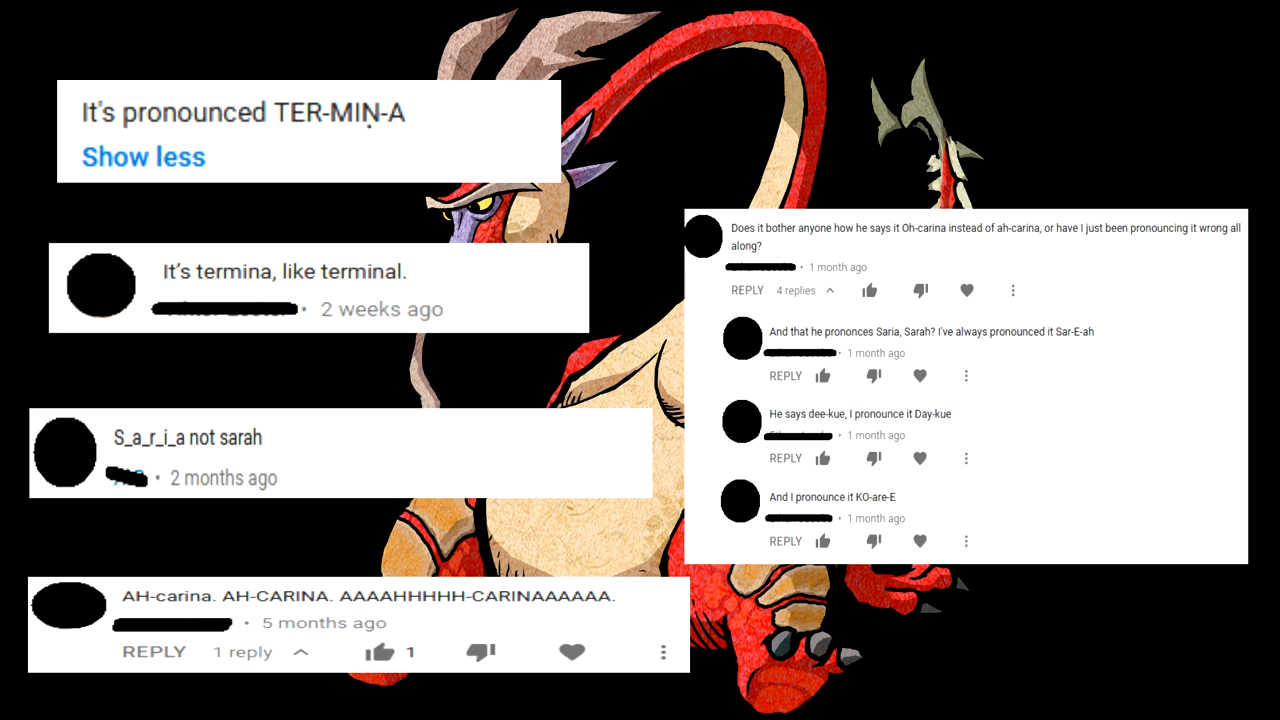 It's pronounced TER-MIṆ-A
Show less
It’s termina, like terminal.
· 2 weeks ago
S_a_r_i_a not sarah
· 2 months ago
AH-carina. AH-CARINA. AAAAHHHHH-CARINAAAAAA.
· 5 months ago
REPLY 1 reply 1
Does it bother anyone how he says it Oh-carina instead of ah-carina, or have I just been pronouncing it wrong all
along?
· 1 month ago
REPLY 4 replies
And that he prononces Saria, Sarah? I've always pronounced it Sar-E-ah
· 1 month ago
REPLY
He says dee-kue, I pronounce it Day-kue
· 1 month ago
REPLY
And I pronounce it KO-are-E
· 1 month ago
REPLY